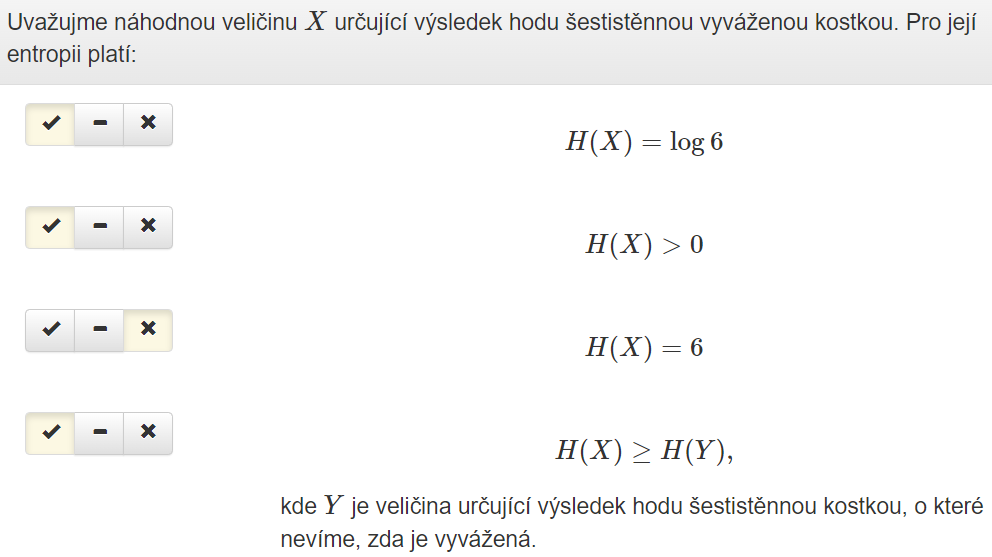 Uvažujme náhodnou veličinu X určující výsledek hodu šestistěnnou vyváženou kostkou. Pro její
entropii platí:
H(X) = log 6
H(X) > 0
H(X) = 6
H(X) ≥ H(Y),
kde Y je veličina určující výsledek hodu šestistěnnou kostkou, o které
nevíme, zda je vyvážená.